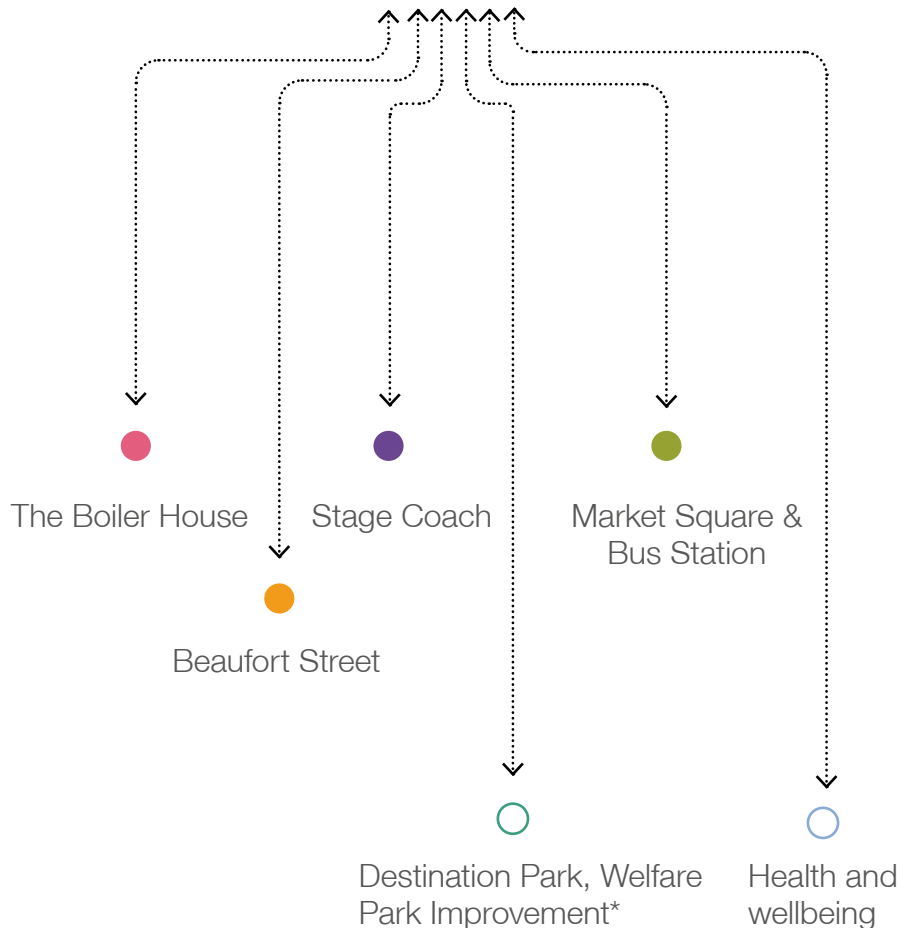 The Boiler House
Stage Coach
Market Square &
Bus Station
Beaufort Street
Destination Park, Welfare
Park Improvement*
Health and
wellbeing